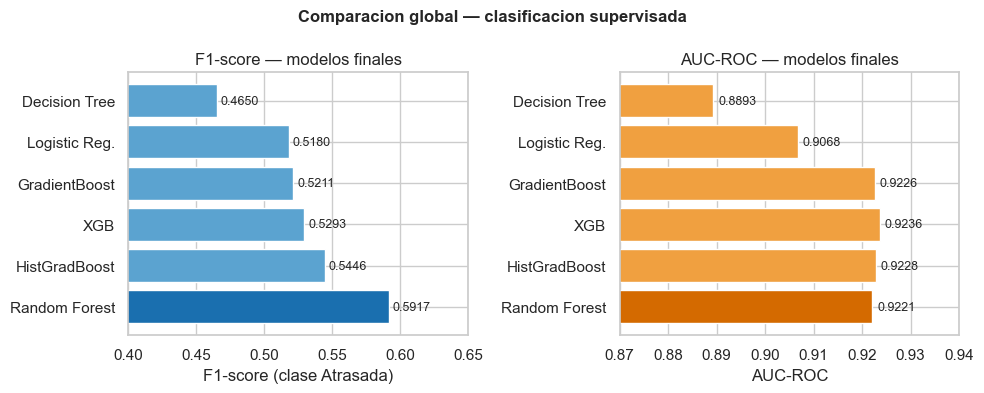 Comparacion global — clasificacion supervisada
F1-score — modelos finales
Decision Tree 0.4650
Logistic Reg. 0.5180
GradientBoost 0.5211
XGB 0.5293
HistGradBoost 0.5446
Random Forest 0.5917
0.40 0.45 0.50 0.55 0.60 0.65
F1-score (clase Atrasada)
AUC-ROC — modelos finales
Decision Tree 0.8893
Logistic Reg. 0.9068
GradientBoost 0.9226
XGB 0.9236
HistGradBoost 0.9228
Random Forest 0.9221
0.87 0.88 0.89 0.90 0.91 0.92 0.93 0.94
AUC-ROC